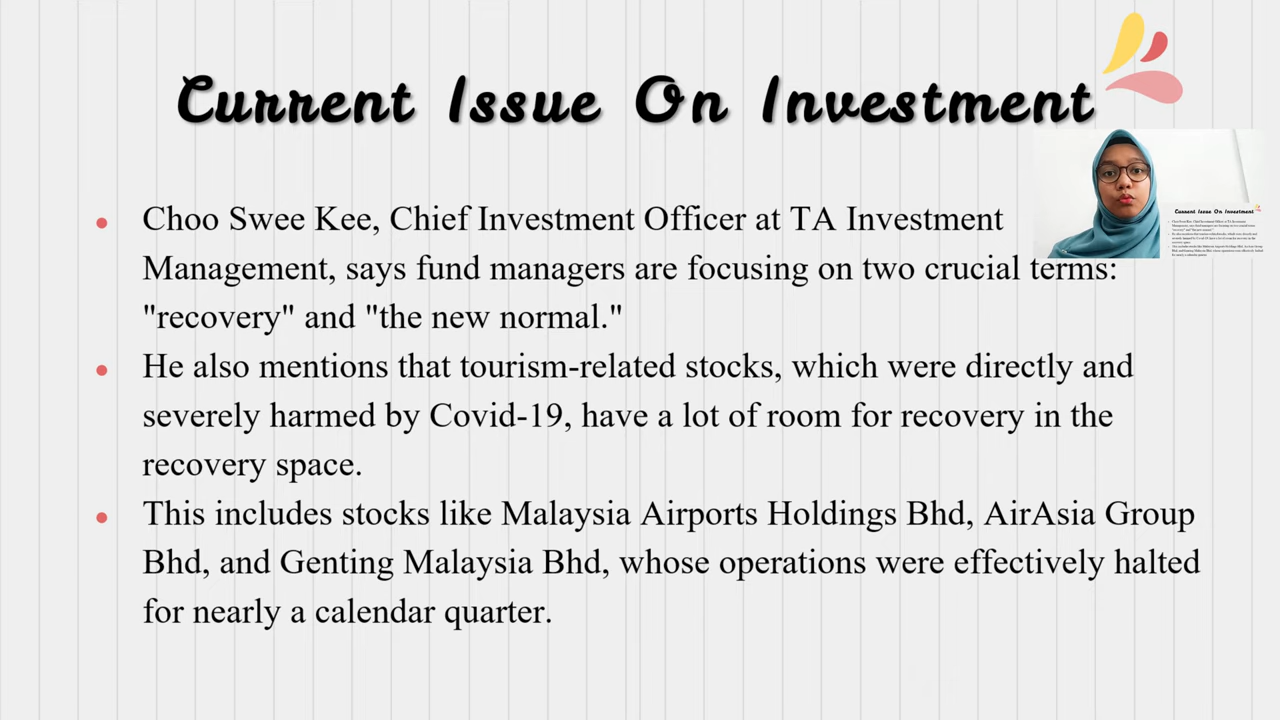 Current Issue On Investment
Choo Swee Kee, Chief Investment Officer at TA Investment
Management, says fund managers are focusing on two crucial terms:
"recovery" and "the new normal."
He also mentions that tourism-related stocks, which were directly and
severely harmed by Covid-19, have a lot of room for recovery in the
recovery space.
This includes stocks like Malaysia Airports Holdings Bhd, AirAsia Group
Bhd, and Genting Malaysia Bhd, whose operations were effectively halted
for nearly a calendar quarter.
Current Issue On Investment